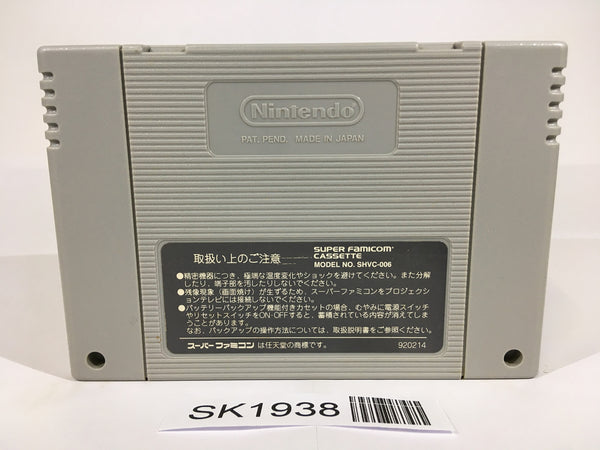 Nintendo
PAT. PEND. MADE IN JAPAN
取扱い上のご注意
SUPER FAMICOM
CASSETTE
MODEL NO. SHVC-006
●精密機器につき、極端な温度変化やショックを避けてください。また分解
したり、端子部を汚したりしないでください。
●残像現象（画面焼け）が生ずるため、スーパーファミコンをプロジェクシ
ョンテレビには接続しないでください。
●バッテリーバックアップ機能付きカセットの場合、むやみに電源スイッチ
やリセットスイッチをON・OFFすると、蓄積されている内容が消えてしま
うことがあります。
なお、バックアップの操作方法については、取扱説明書をご参照ください。
スーパーファミコン は任天堂の商標です。
920214
SK1938